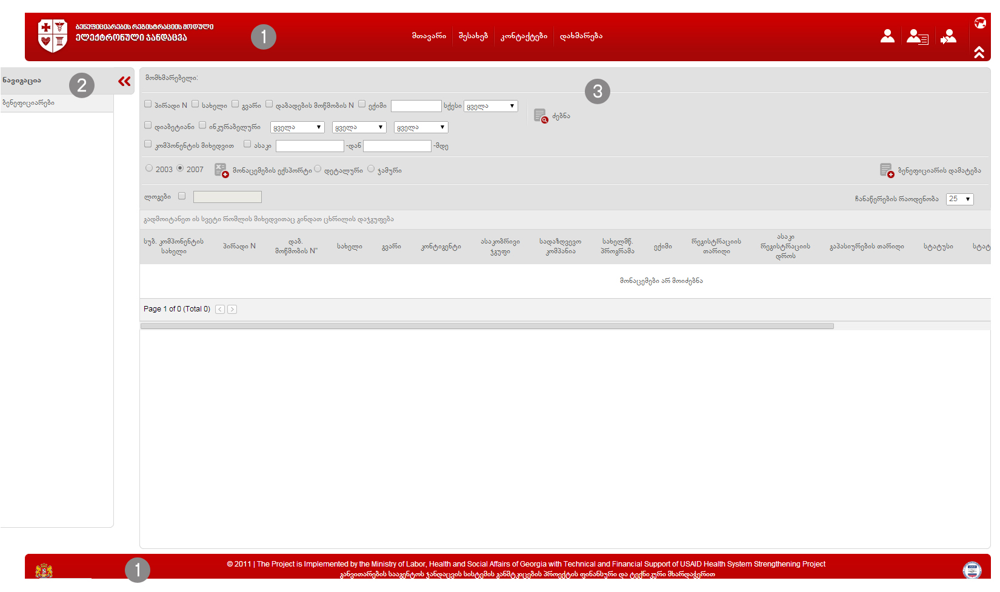 ბენეფიციარების რეგისტრაციის მოდული
ელექტრონული ჯანდაცვა
1
მთავარი შესახებ კონტაქტები დახმარება
ნავიგაცია
2
ბენეფიციარები
მომხმარებელი:
3
პირადი N სახელი გვარი დაბადების მოწმობის N ექიმი სქესი ყველა
ძებნა
დიაბეტიანი ინკურაბელური ყველა ყველა ყველა
კომპონენტის მიხედვით ასაკი -დან -მდე
2003 2007 მონაცემების ექსპორტი დეტალური ჯამური ბენეფიციარის დამატება
ლოგები ჩანაწერების რაოდენობა 25
გადმოიტანეთ ის სვეტი რომლის მიხედვითაც გინდათ ცხრილის დაჯგუფება
სუბ. კომპონენტის სახელი პირადი N დაბ. მოწმობის N" სახელი გვარი კონტიგენტი ასაკობრივი ჯგუფი სადაზღვევო კომპანია სახელმწ. პროგრამა ექიმი რეგისტრაციის თარიღი ასაკი რეგისტრაციის დროს გაპასიურების თარიღი სტატუსი სტატ
მონაცემები არ მოიძებნა
Page 1 of 0 (Total 0)
1
© 2011 | The Project is Implemented by the Ministry of Labor, Health and Social Affairs of Georgia with Technical and Financial Support of USAID Health System Strengthening Project
განვითარების სააგენტოს ჯანდაცვის სისტემის განმტკიცების პროექტის ფინანსური და ტექნიკური მხარდაჭერით